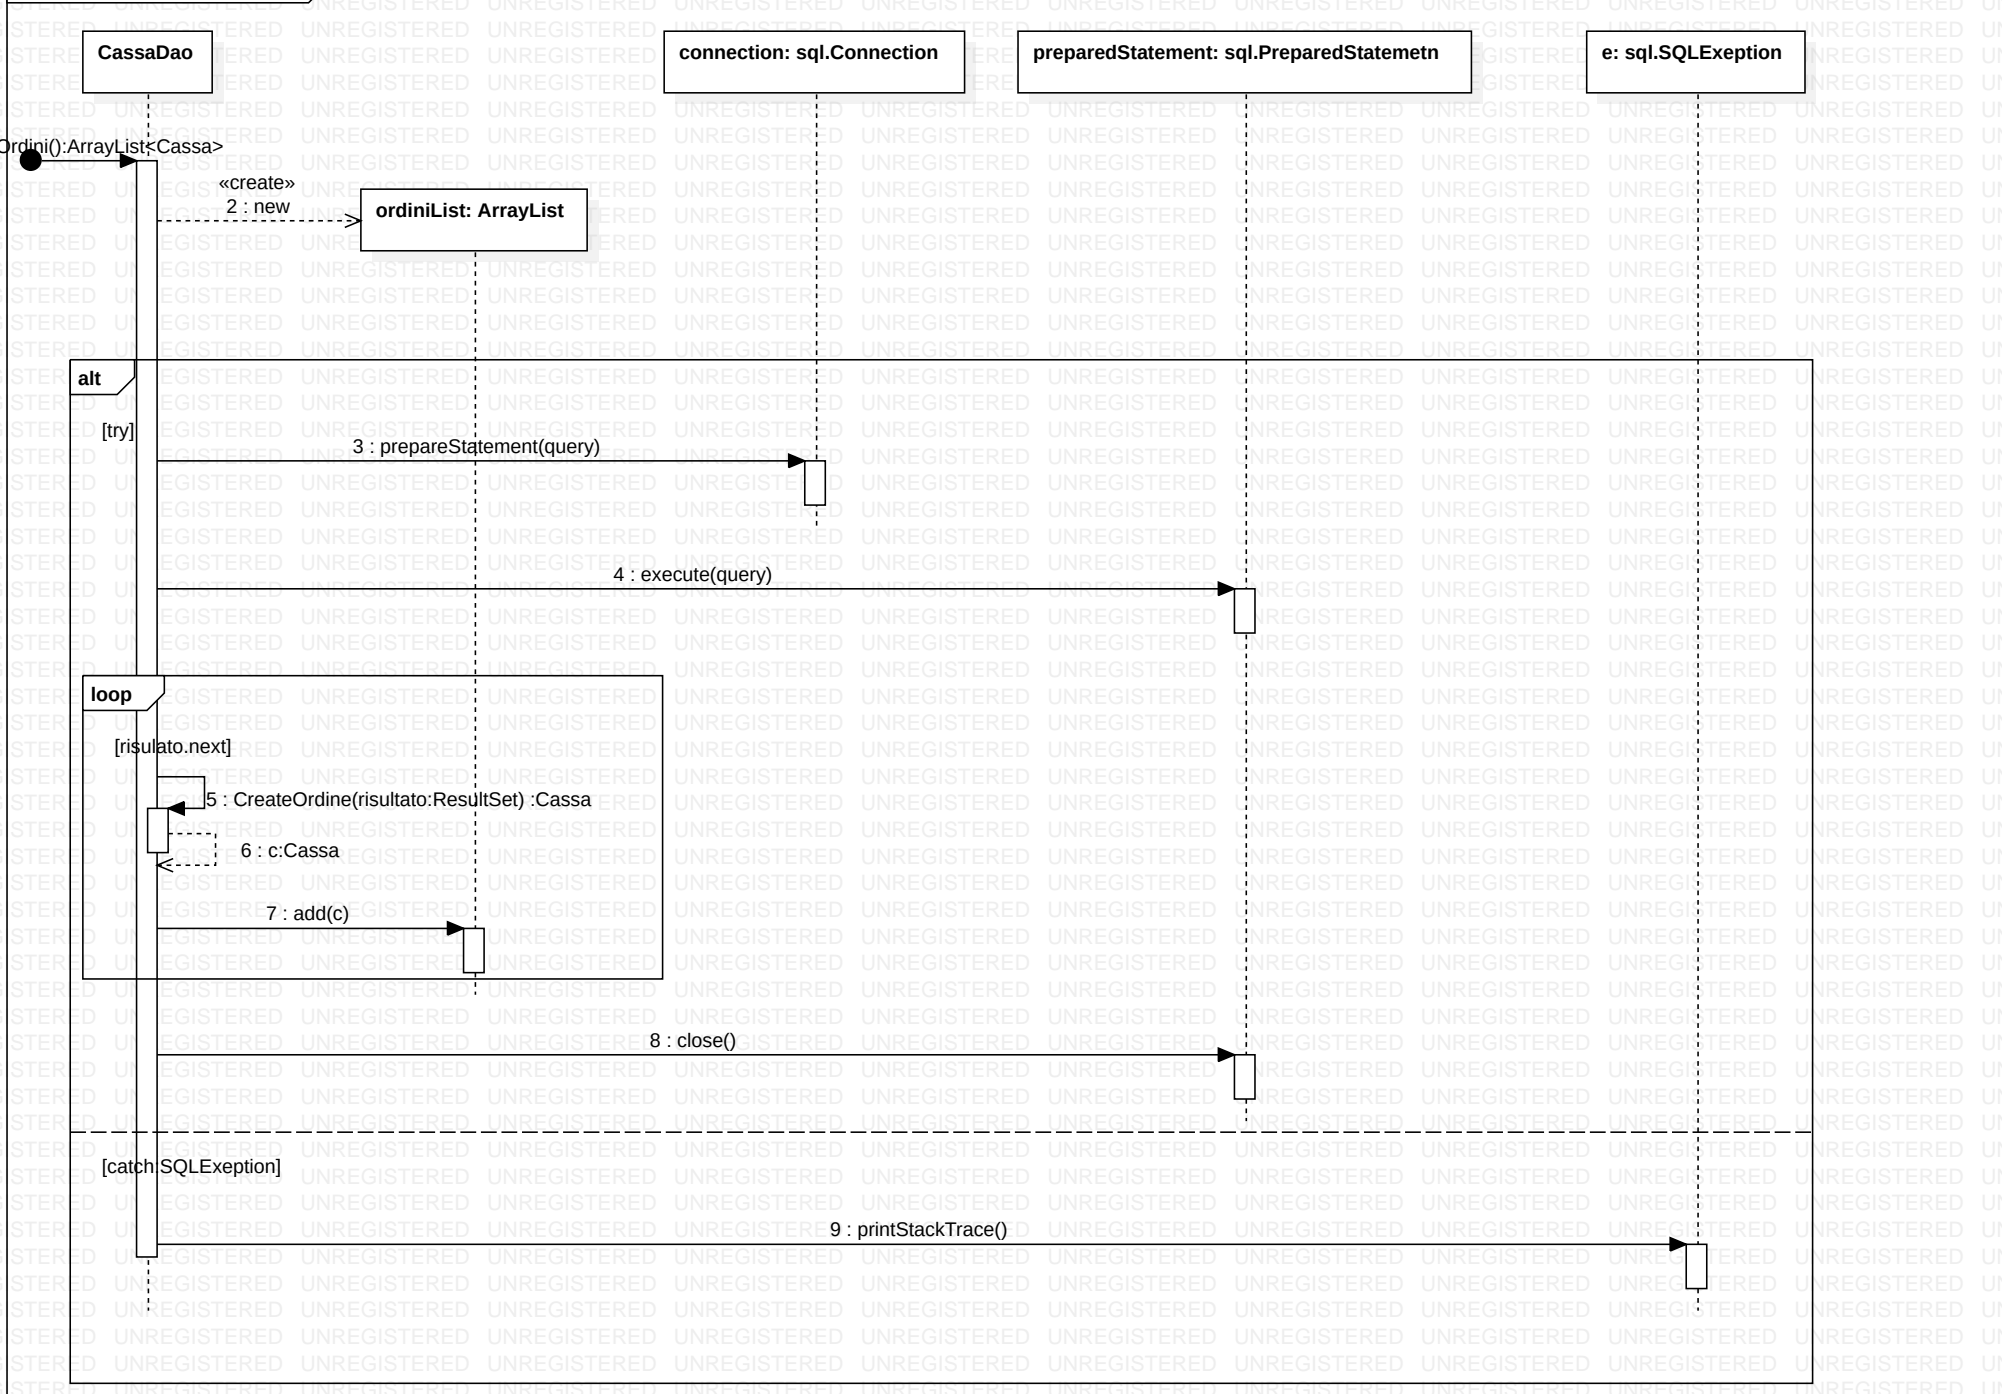 CassaDao
connection: sql.Connection
preparedStatement: sql.PreparedStatemetn
e: sql.SQLExeption
Ordini():ArrayList<Cassa>
«create»
2 : new
ordiniList: ArrayList
alt
[try]
3 : prepareStatement(query)
4 : execute(query)
loop
[risulato.next]
5 : CreateOrdine(risultato:ResultSet) :Cassa
6 : c:Cassa
7 : add(c)
8 : close()
[catch:SQLExeption]
9 : printStackTrace()
UNREGISTERED